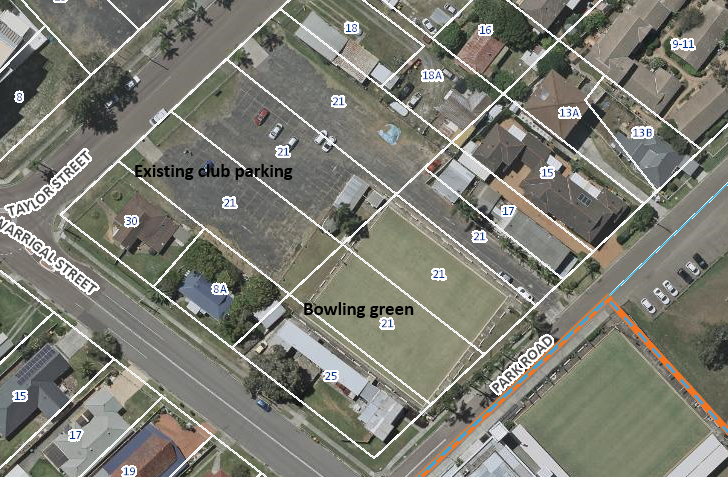 18
16
9-11
8
18A
21
13A
13B
21
Existing club parking
15
TAYLOR STREET
21
17
30
WARRIGAL STREET
21
21
8A
Bowling green
21
PARK ROAD
25
15
17
19